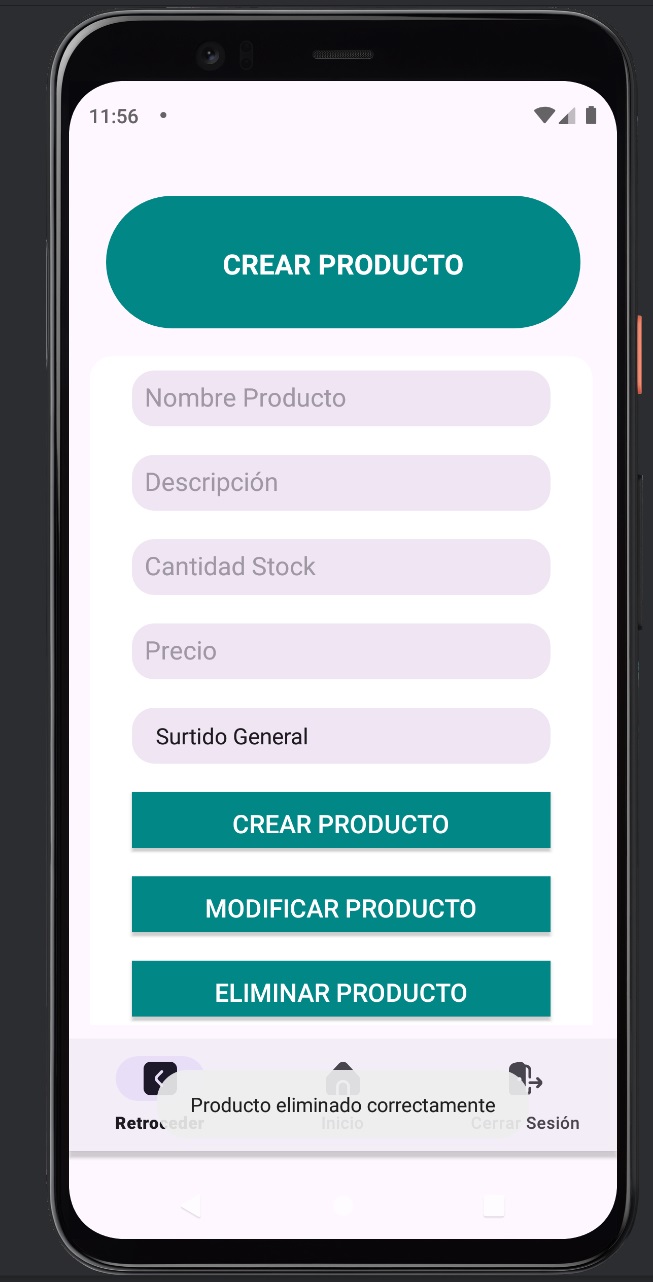 11:56
CREAR PRODUCTO
Nombre Producto
Descripción
Cantidad Stock
Precio
Surtido General
CREAR PRODUCTO
MODIFICAR PRODUCTO
ELIMINAR PRODUCTO
Producto eliminado correctamente
Retroceder
Inicio
Cerrar Sesión